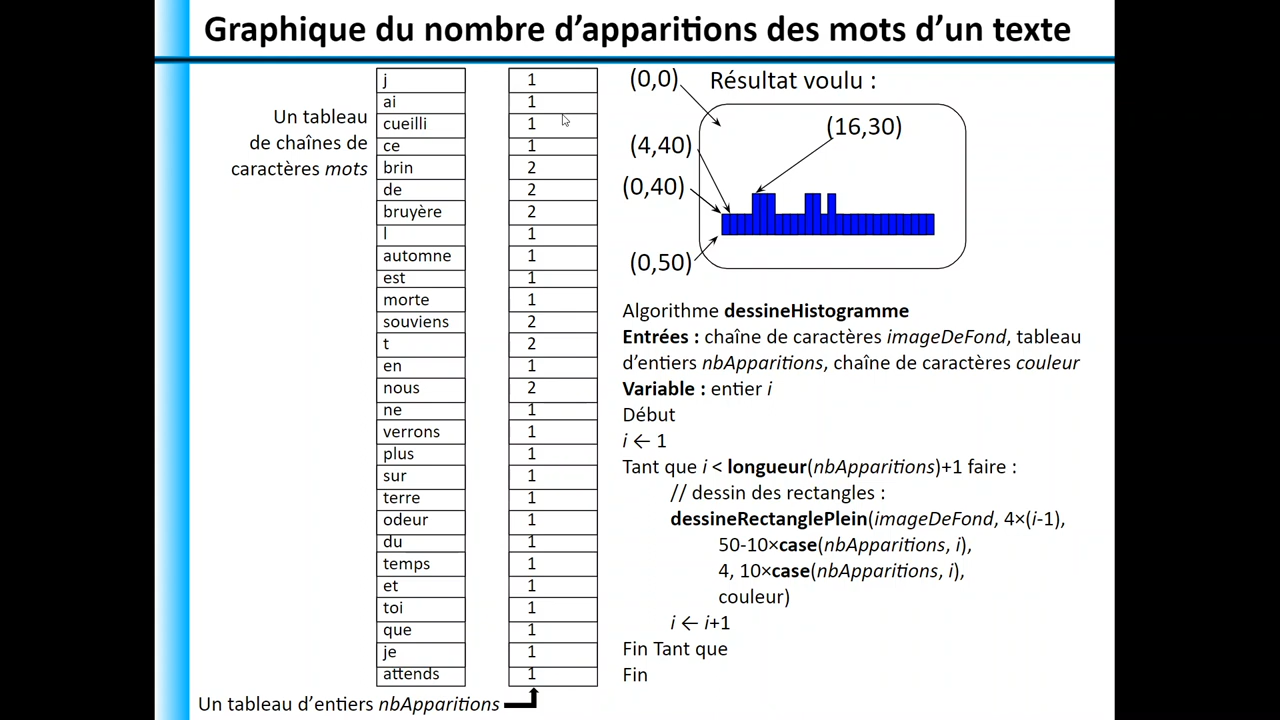 Graphique du nombre d’apparitions des mots d’un texte
Un tableau
de chaînes de
caractères mots
j 1
ai 1
cueilli 1
ce 1
brin 2
de 2
bruyère 2
l 1
automne 1
est 1
morte 1
souviens 2
t 2
en 1
nous 2
ne 1
verrons 1
plus 1
sur 1
terre 1
odeur 1
du 1
temps 1
et 1
toi 1
que 1
je 1
attends 1
Un tableau d’entiers nbApparitions
(0,0)
Résultat voulu :
(16,30)
(4,40)
(0,40)
(0,50)
Algorithme dessineHistogramme
Entrées : chaîne de caractères imageDeFond, tableau
d’entiers nbApparitions, chaîne de caractères couleur
Variable : entier i
Début
i ← 1
Tant que i < longueur(nbApparitions)+1 faire :
// dessin des rectangles :
dessineRectanglePlein(imageDeFond, 4×(i-1),
50-10×case(nbApparitions, i),
4, 10×case(nbApparitions, i),
couleur)
i ← i+1
Fin Tant que
Fin